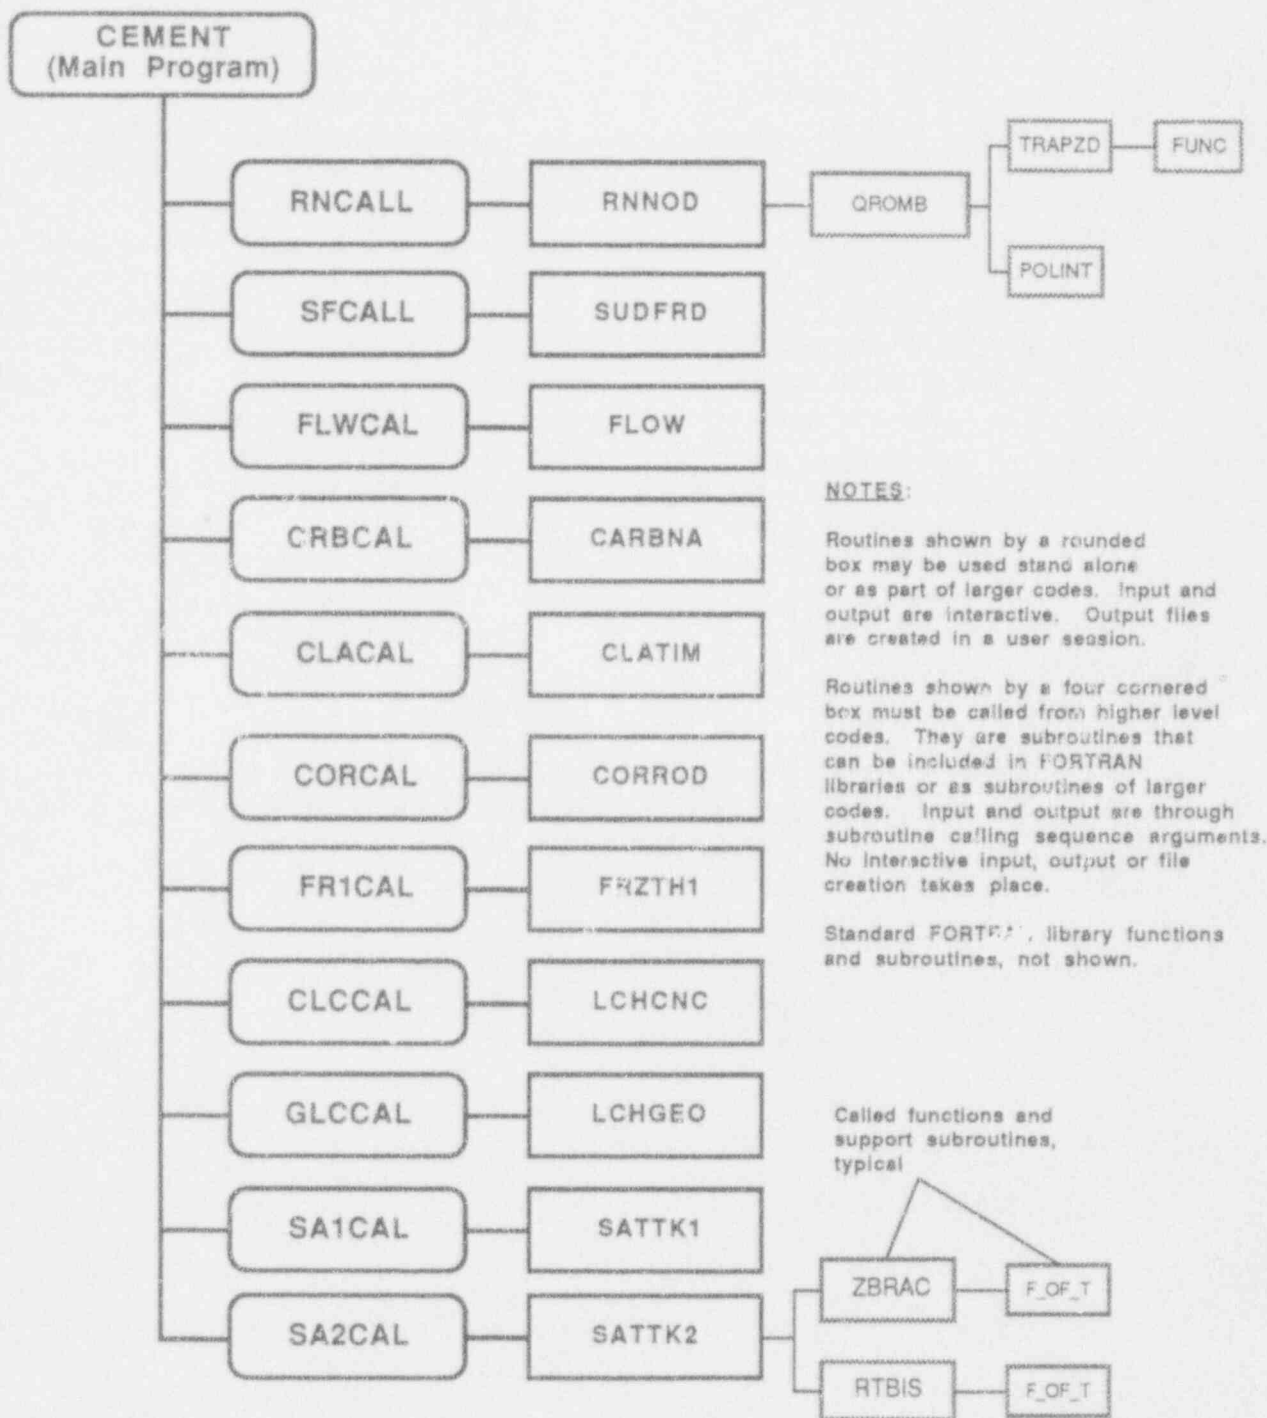 CEMENT
(Main Program)
RNCALL
RNNOD
QROMB
TRAPZD
FUNC
POLINT
SFCALL
SUDFRD
FLWCAL
FLOW
CRBCAL
CARBNA
CLACAL
CLATIM
CORCAL
CORROD
FR1CAL
FRZTH1
CLCCAL
LCHCNC
GLCCAL
LCHGEO
SA1CAL
SATTK1
SA2CAL
SATTK2
NOTES:
Routines shown by a rounded
box may be used stand alone
or as part of larger codes. Input and
output are interactive. Output files
are created in a user session.
Routines shown by a four cornered
box must be called from higher level
codes. They are subroutines that
can be included in FORTRAN
libraries or as subroutines of larger
codes. Input and output are through
subroutine calling sequence arguments.
No interactive input, output or file
creation takes place.
Standard library functions
and subroutines, not shown.
Called functions and
support subroutines,
typical
ZBRAC
F_OF_T
RTBIS
F_OF_T